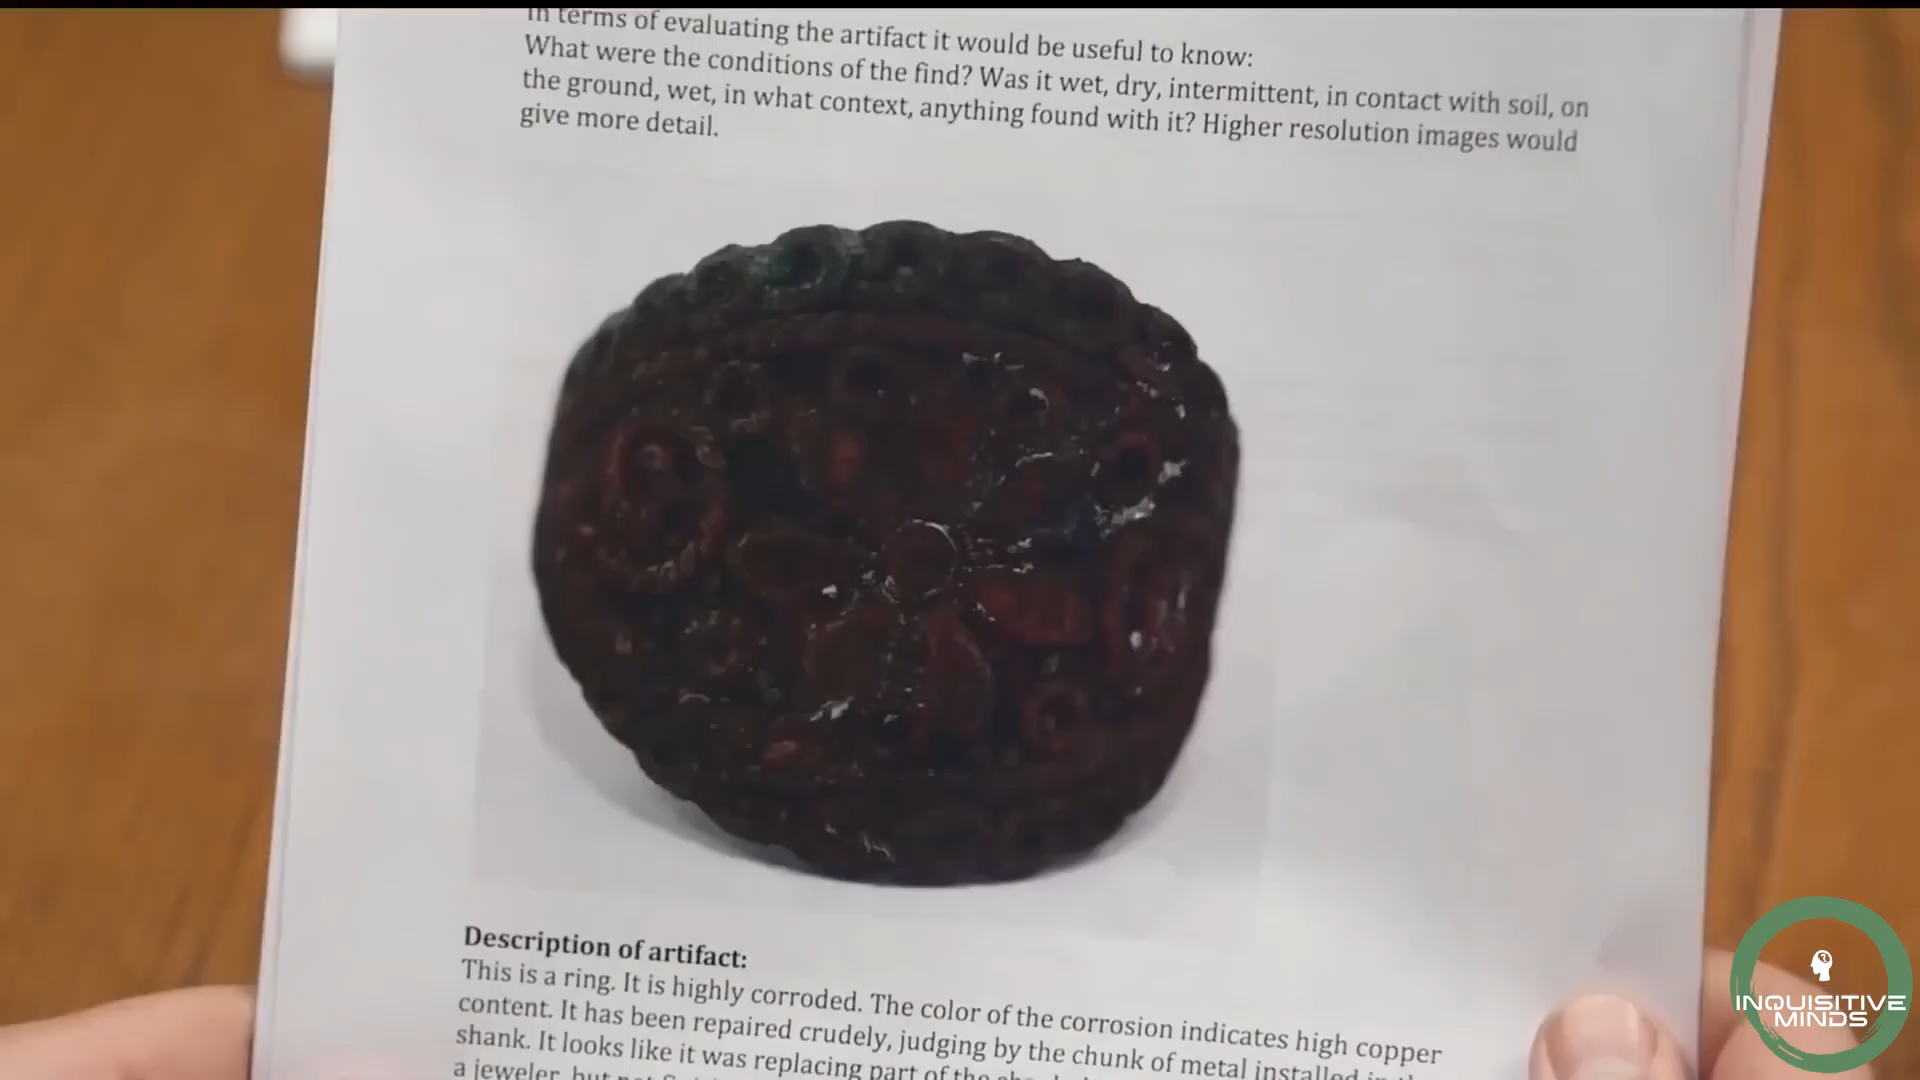 In terms of evaluating the artifact it would be useful to know:
What were the conditions of the find? Was it wet, dry, intermittent, in contact with soil, on
the ground, wet, in what context, anything found with it? Higher resolution images would
give more detail.
Description of artifact:
This is a ring. It is highly corroded. The color of the corrosion indicates high copper
content. It has been repaired crudely, judging by the chunk of metal installed in
shank. It looks like it was replacing part of the
a jeweler, but
INQUISITIVE
MINDS